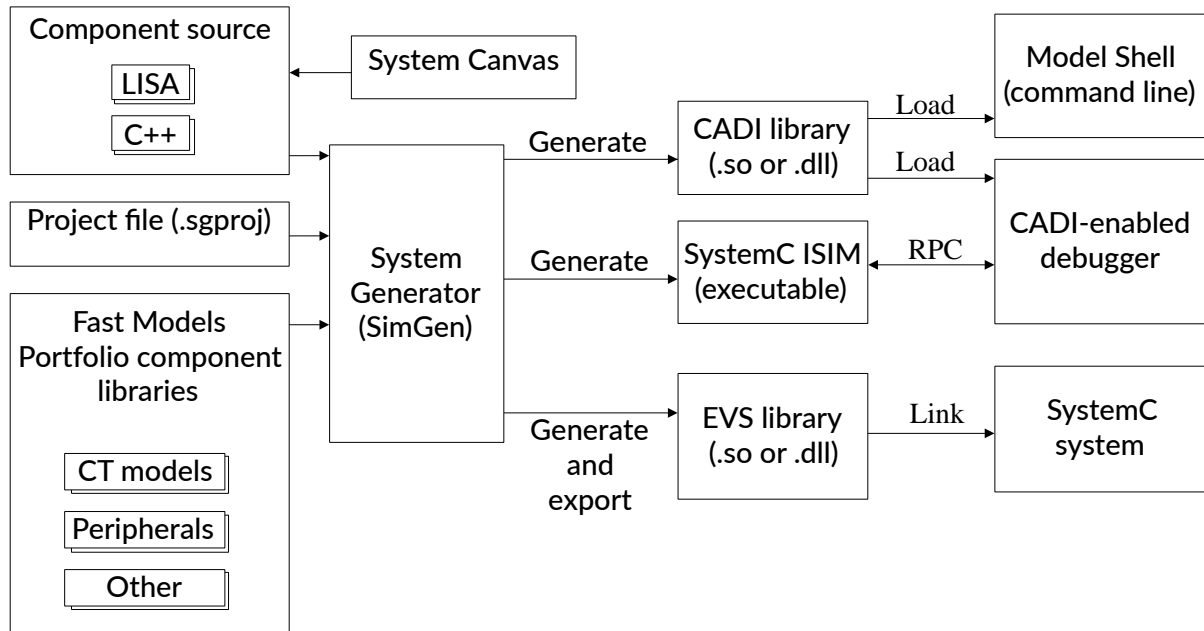 Component source
LISA
C++
System Canvas
Project file (.sgproj)
Fast Models
Portfolio component
libraries
CT models
Peripherals
Other
System
Generator
(SimGen)
Generate
Generate
Generate
and
export
CADI library
(.so or .dll)
SystemC ISIM
(executable)
EVS library
(.so or .dll)
Load
Load
RPC
Link
Model Shell
(command line)
CADI-enabled
debugger
SystemC
system